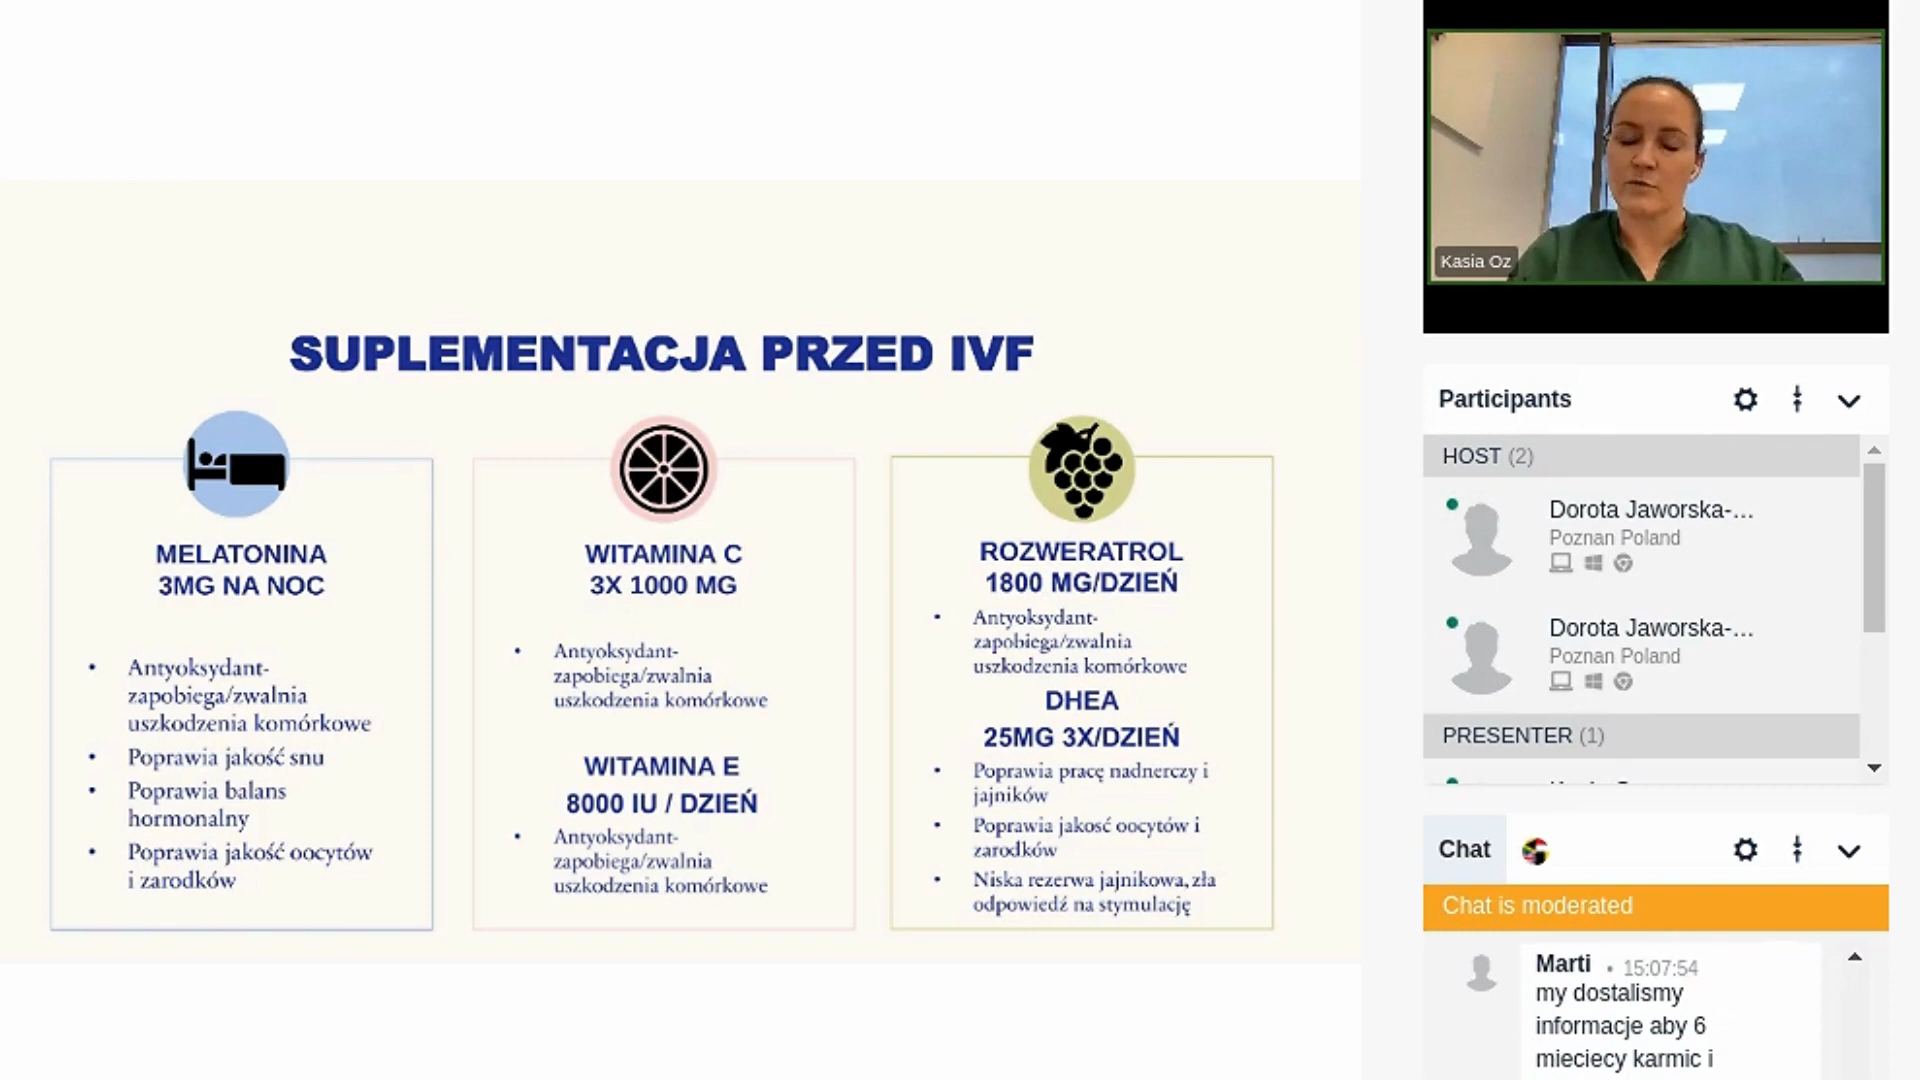 SUPLEMENTACJA PRZED IVF
MELATONINA
3MG NA NOC
• Antyoksydant-
zapobiega/zwalnia
uszkodzenia komórkowe
• Poprawia jakość snu
• Poprawia balans
hormonalny
• Poprawia jakość oocytów
i zarodków
WITAMINA C
3X 1000 MG
• Antyoksydant-
zapobiega/zwalnia
uszkodzenia komórkowe
WITAMINA E
8000 IU / DZIEŃ
• Antyoksydant-
zapobiega/zwalnia
uszkodzenia komórkowe
ROZWERATROL
1800 MG/DZIEŃ
• Antyoksydant-
zapobiega/zwalnia
uszkodzenia komórkowe
DHEA
25MG 3X/DZIEŃ
• Poprawia pracę nadnerczy i
jajników
• Poprawia jakosć oocytów i
zarodków
• Niska rezerwa jajnikowa, zła
odpowiedź na stymulację
Kasia Oz
Participants
HOST (2)
Dorota Jaworska-...
Poznan Poland
Dorota Jaworska-...
Poznan Poland
PRESENTER (1)
Chat
Chat is moderated
Marti • 15:07:54
my dostalismy
informacje aby 6
mieciecy karmic i